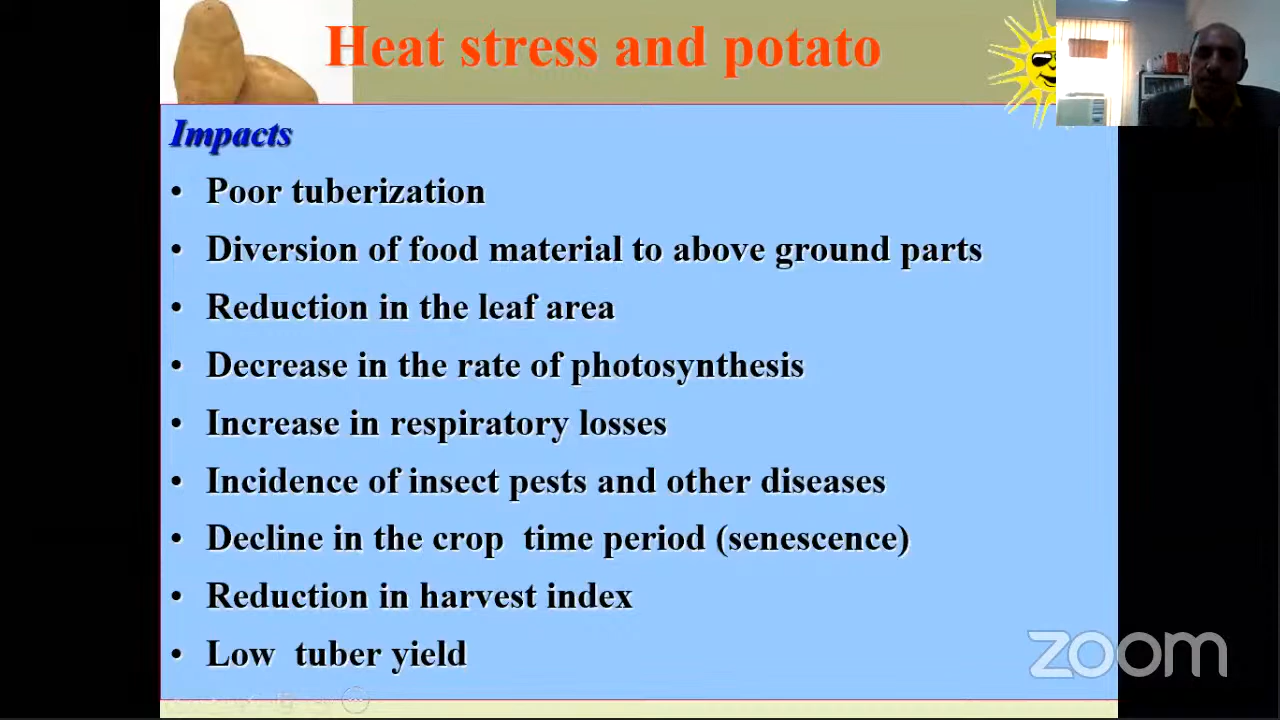 Heat stress and potato
Impacts
• Poor tuberization
• Diversion of food material to above ground parts
• Reduction in the leaf area
• Decrease in the rate of photosynthesis
• Increase in respiratory losses
• Incidence of insect pests and other diseases
• Decline in the crop  time period (senescence)
• Reduction in harvest index
• Low  tuber yield
zoom